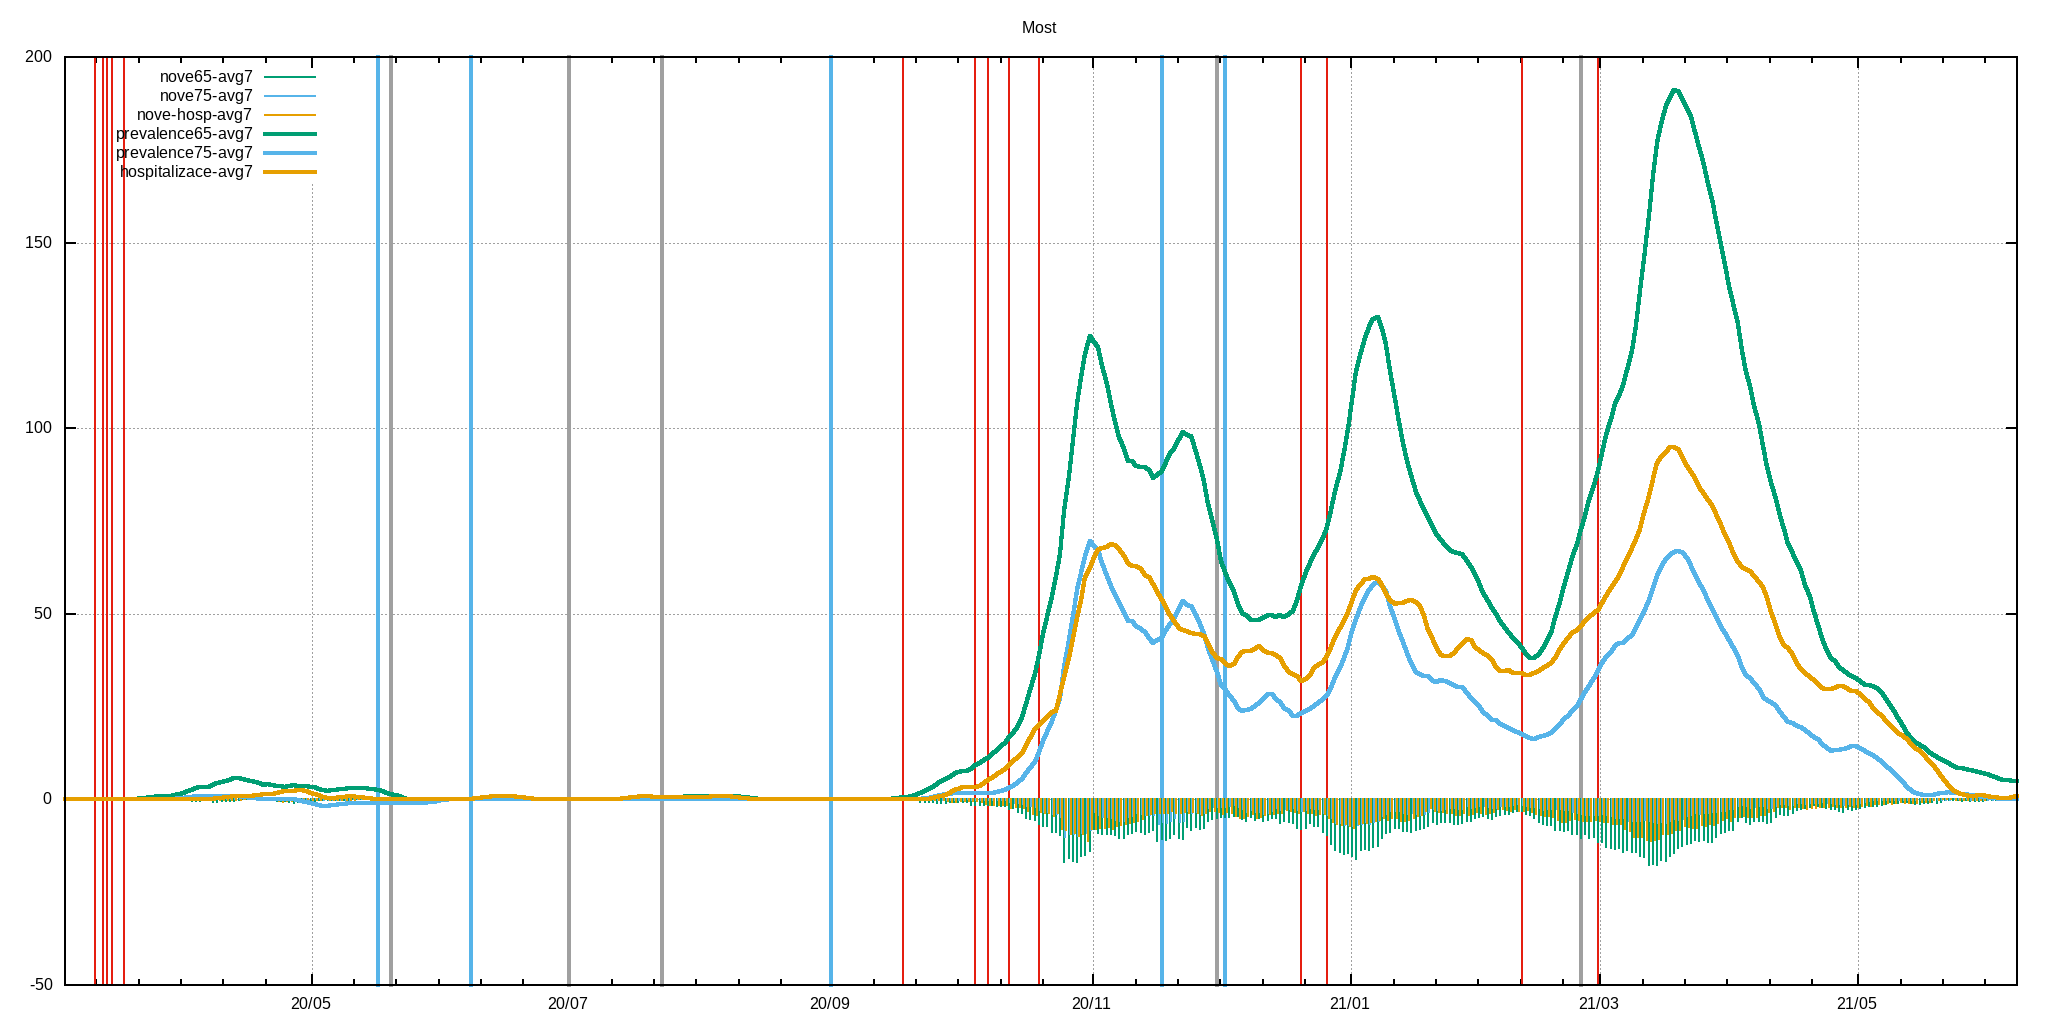 Most
200
nove65-avg7
nove75-avg7
nove-hosp-avg7
prevalence65-avg7
prevalence75-avg7
hospitalizace-avg7
150
100
50
0
-50
20/05 20/07 20/09 20/11 21/01 21/03 21/05